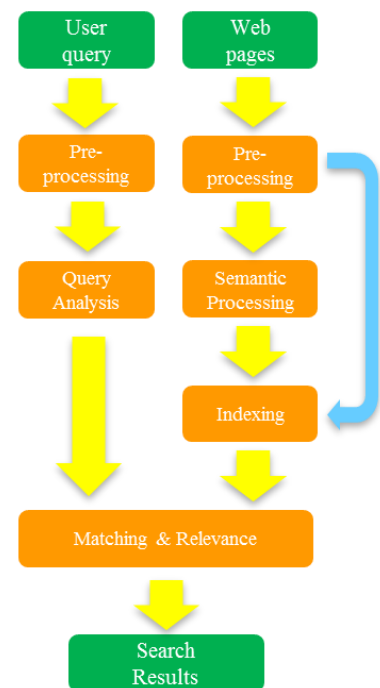 User
query
Web
pages
Pre-
processing
Pre-
processing
Query
Analysis
Semantic
Processing
Indexing
Matching & Relevance
Search
Results